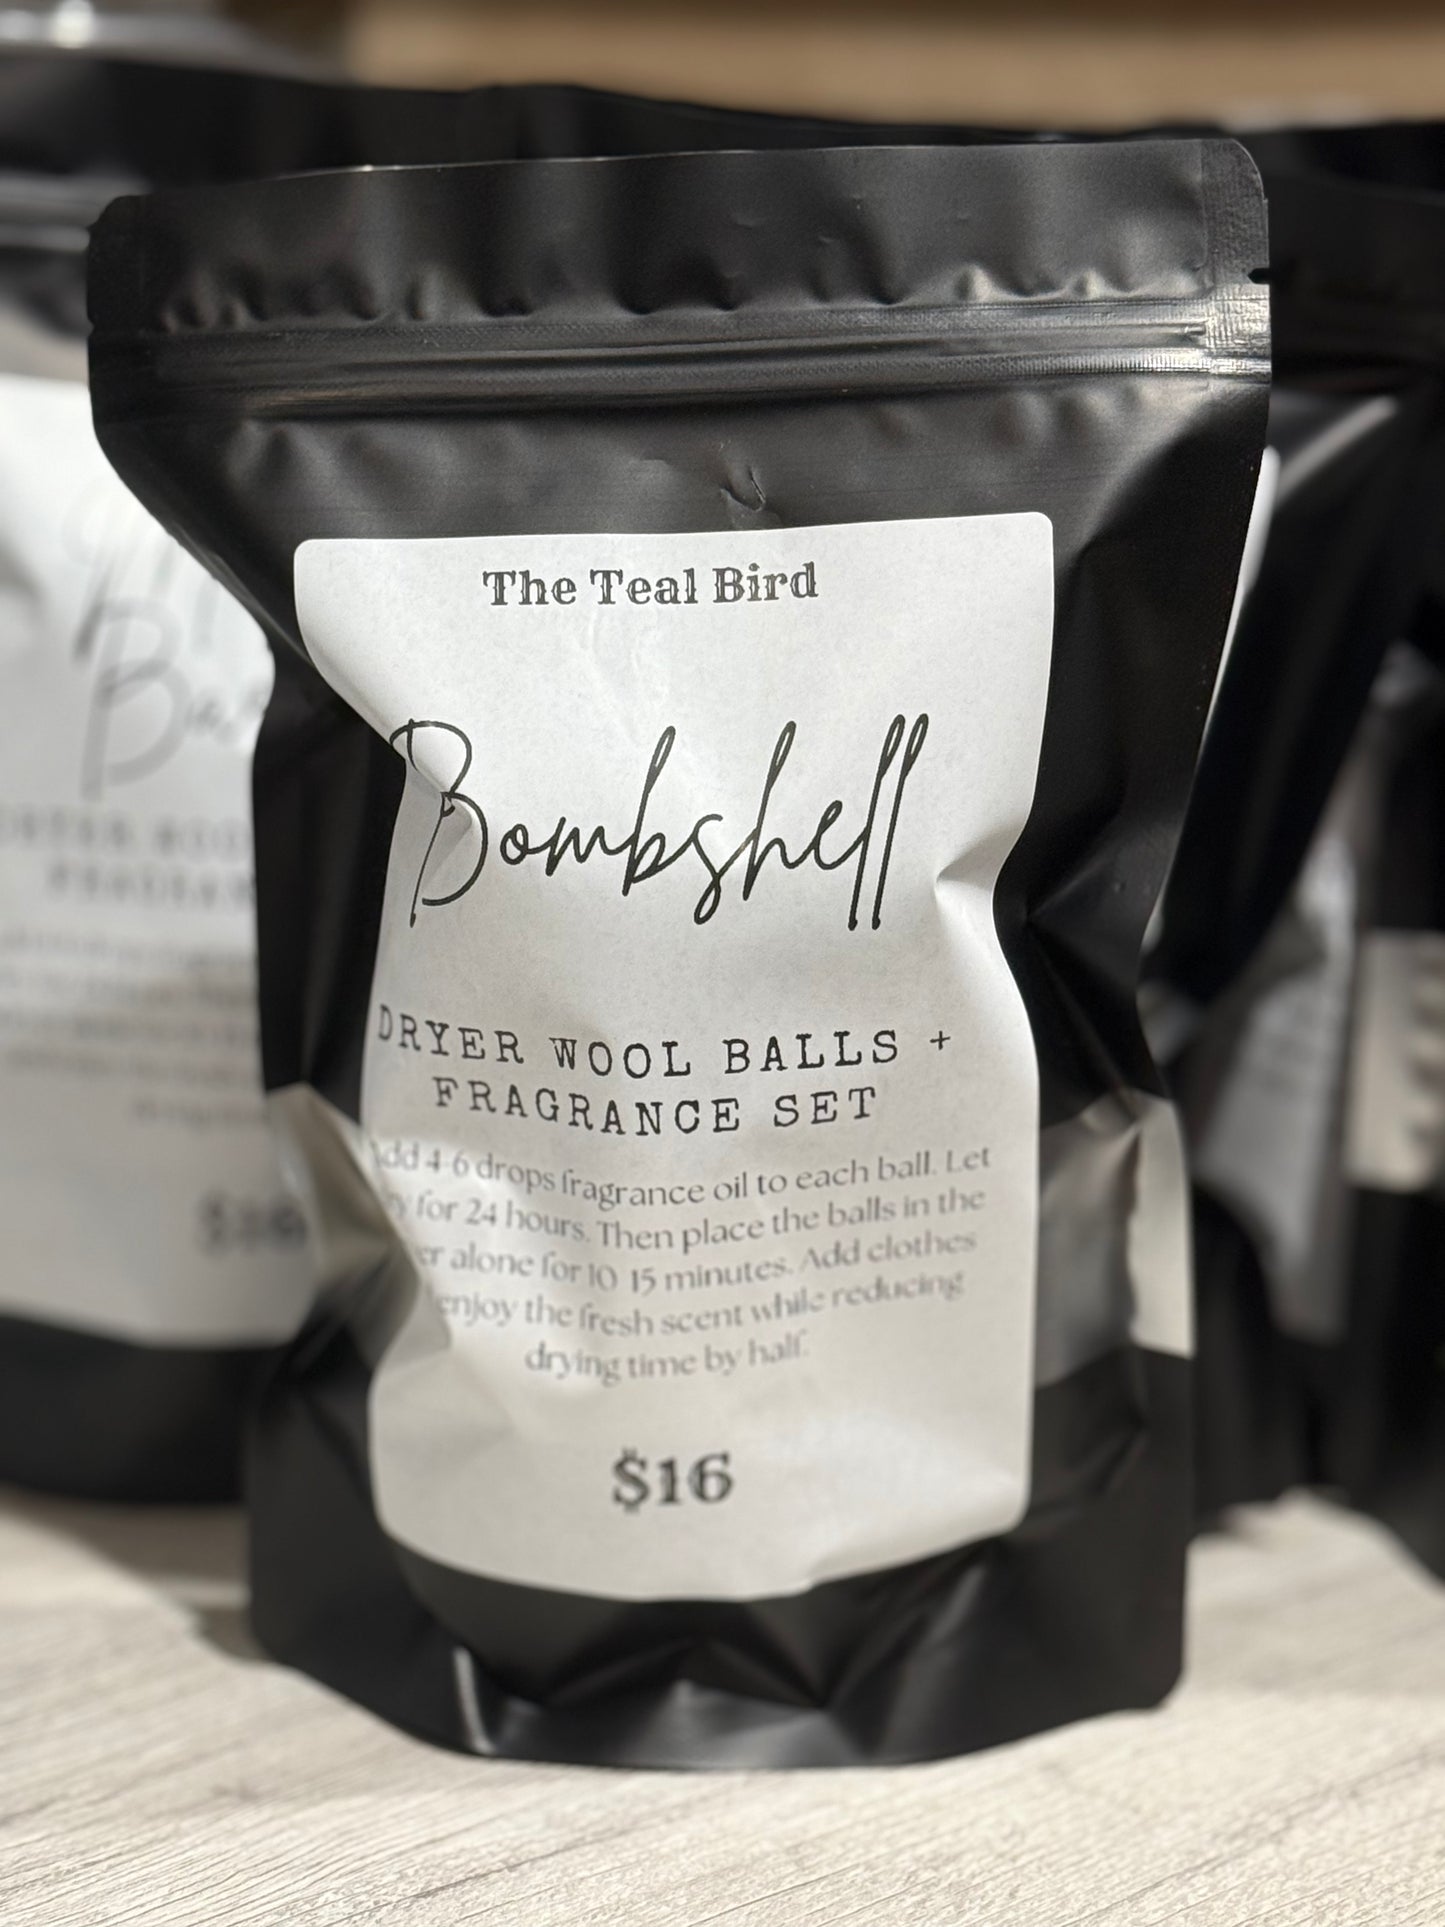 The Teal Bird
Bombshell
DRYER WOOL BALLS +
FRAGRANCE SET
Add 4-6 drops fragrance oil to each ball. Let
for 24 hours. Then place the balls in the
alone for 10-15 minutes. Add clothes
enjoy the fresh scent while reducing
drying time by half.
$16